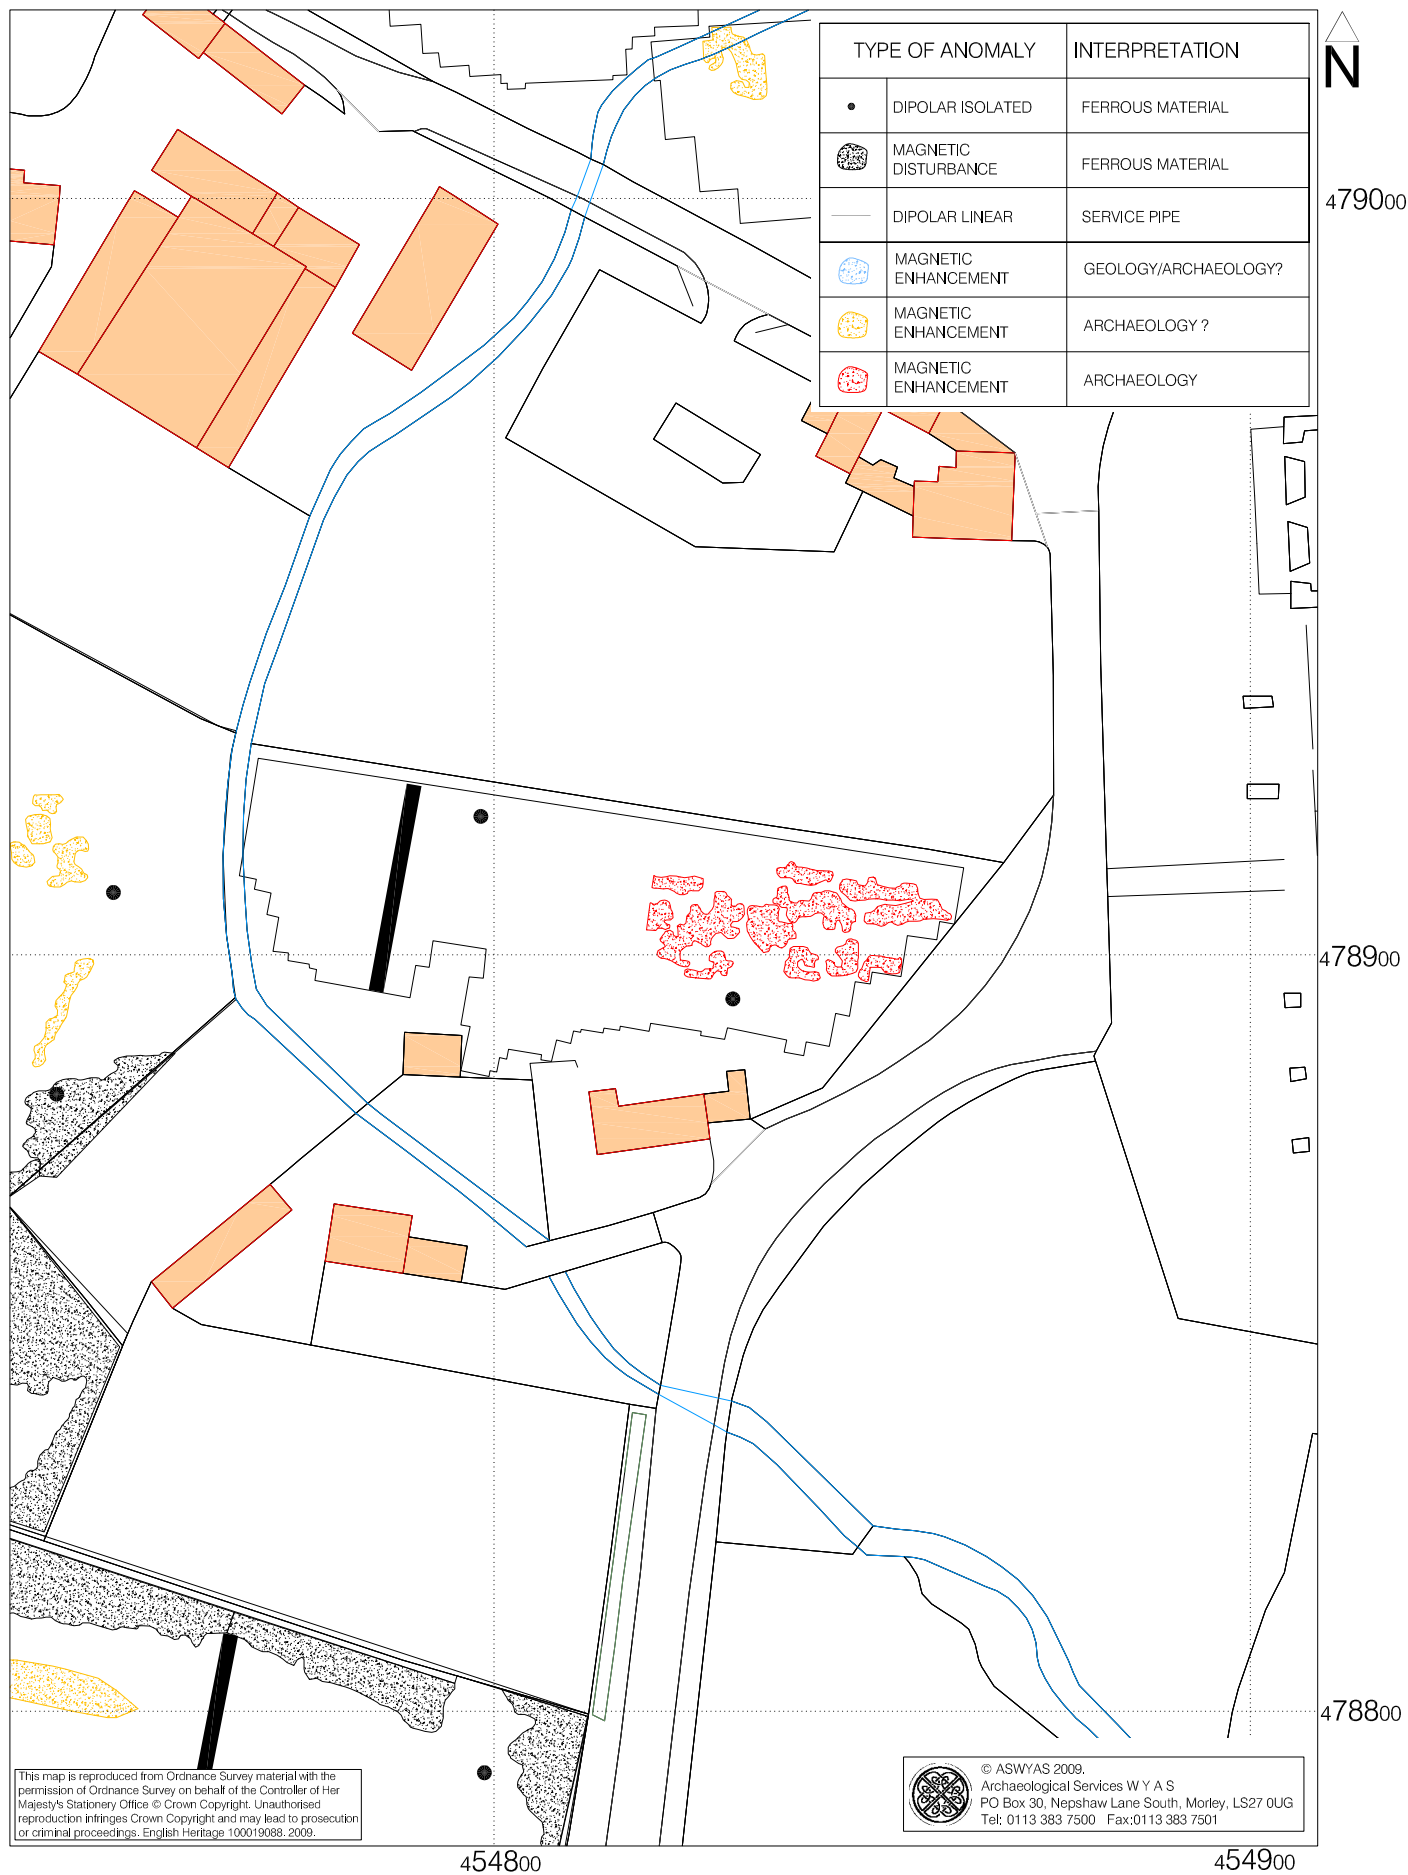 TYPE OF ANOMALY INTERPRETATION
N
DIPOLAR ISOLATED FERROUS MATERIAL
MAGNETIC
DISTURBANCE FERROUS MATERIAL
DIPOLAR LINEAR SERVICE PIPE
MAGNETIC
ENHANCEMENT GEOLOGY/ARCHAEOLOGY?
MAGNETIC
ENHANCEMENT ARCHAEOLOGY ?
MAGNETIC
ENHANCEMENT ARCHAEOLOGY
479000
478900
478800
This map is reproduced from Ordnance Survey material with the
permission of Ordnance Survey on behalf of the Controller of Her
Majesty's Stationery Office © Crown Copyright. Unauthorised
reproduction infringes Crown Copyright and may lead to prosecution
or criminal proceedings. English Heritage 100019088. 2009.
© ASWYAS 2009.
Archaeological Services W Y A S
PO Box 30, Nepshaw Lane South, Morley, LS27 0UG
Tel: 0113 383 7500 Fax:0113 383 7501
454800
454900